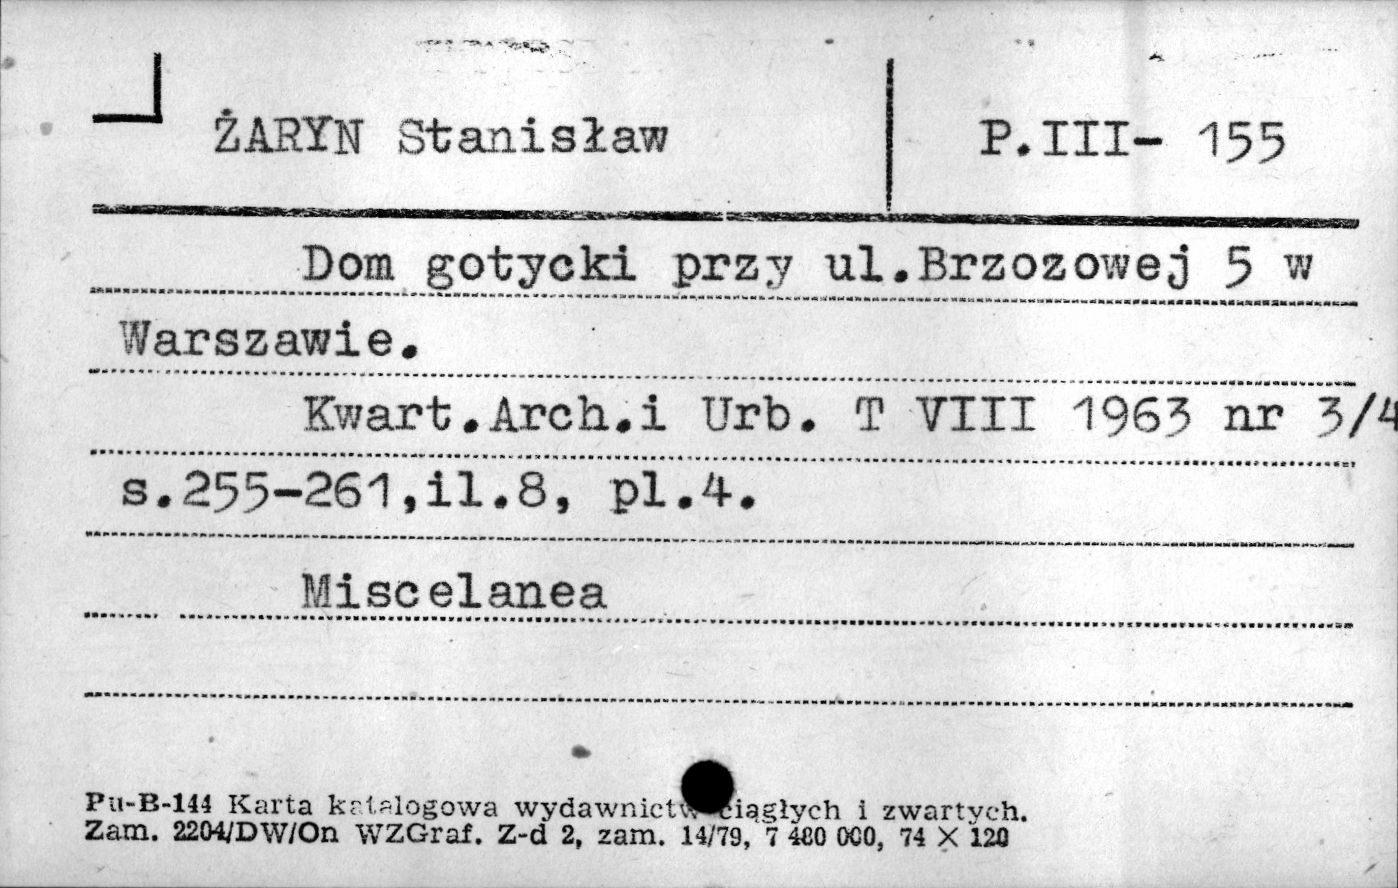 ŻARYN Stanisław P.III- 155
Dom gotycki przy ul.Brzozowej 5 w
Warszawie.
Kwart.Arch.i Urb. T VIII 1963 nr 3/4
s.255-261,il.8, pl.4.
Miscelanea
Pu-B-144 Karta katalogowa wydawnictw ciągłych i zwartych.
Zam. 2204/DW/On WZGraf. Z-d 2, zam. 14/79, 7 480 000, 74 X 120